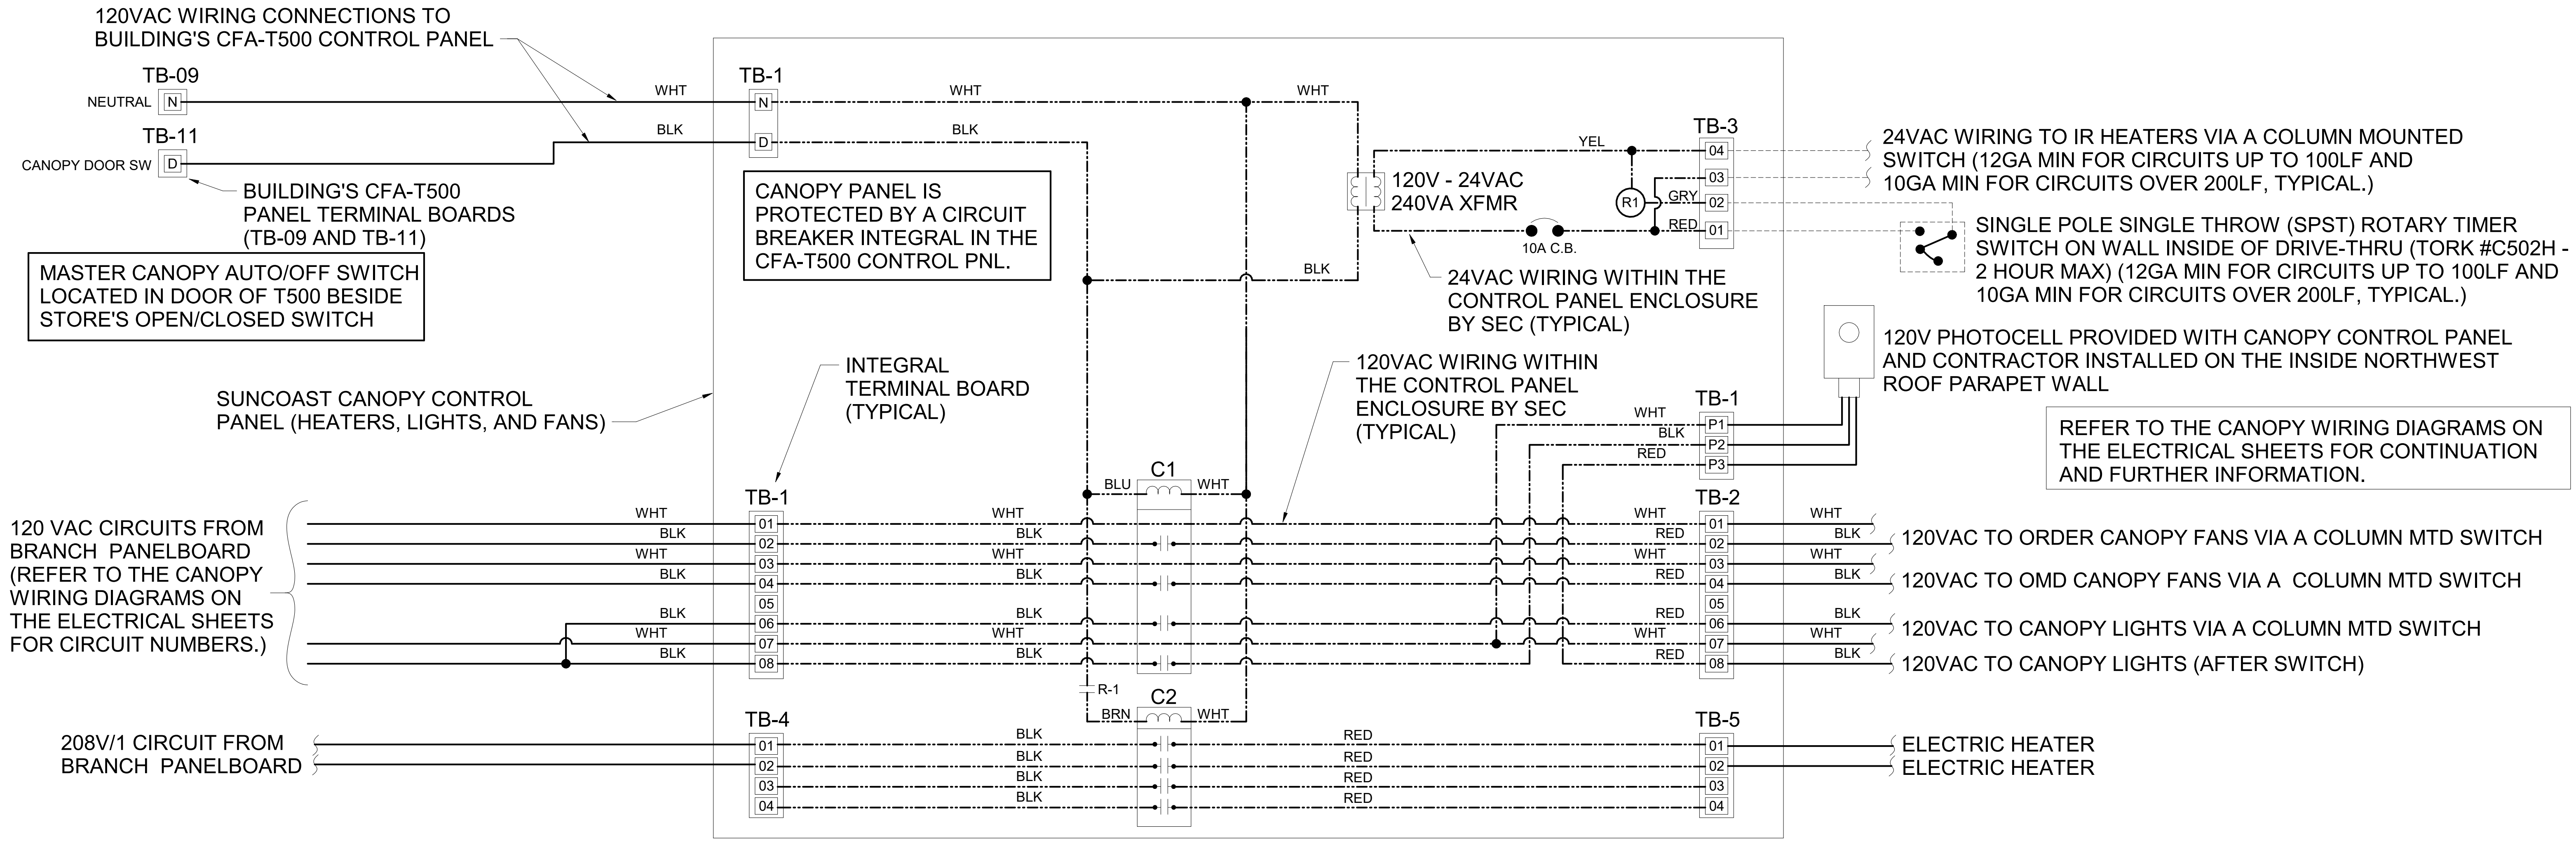 120VAC WIRING CONNECTIONS TO
BUILDING'S CFA-T500 CONTROL PANEL
TB-09
NEUTRAL N
TB-11
CANOPY DOOR SW D
WHT
BLK
BUILDING'S CFA-T500
PANEL TERMINAL BOARDS
(TB-09 AND TB-11)
MASTER CANOPY AUTO/OFF SWITCH
LOCATED IN DOOR OF T500 BESIDE
STORE'S OPEN/CLOSED SWITCH
TB-1
N
D
WHT
BLK
WHT
CANOPY PANEL IS
PROTECTED BY A CIRCUIT
BREAKER INTEGRAL IN THE
CFA-T500 CONTROL PNL.
BLK
120V - 24VAC
240VA XFMR
YEL
R1
GRY
RED
10A C.B.
TB-3
04
03
02
01
24VAC WIRING WITHIN THE
CONTROL PANEL ENCLOSURE
BY SEC (TYPICAL)
24VAC WIRING TO IR HEATERS VIA A COLUMN MOUNTED
SWITCH (12GA MIN FOR CIRCUITS UP TO 100LF AND
10GA MIN FOR CIRCUITS OVER 200LF, TYPICAL.)
SINGLE POLE SINGLE THROW (SPST) ROTARY TIMER
SWITCH ON WALL INSIDE OF DRIVE-THRU (TORK #C502H -
2 HOUR MAX) (12GA MIN FOR CIRCUITS UP TO 100LF AND
10GA MIN FOR CIRCUITS OVER 200LF, TYPICAL.)
120V PHOTOCELL PROVIDED WITH CANOPY CONTROL PANEL
AND CONTRACTOR INSTALLED ON THE INSIDE NORTHWEST
ROOF PARAPET WALL
REFER TO THE CANOPY WIRING DIAGRAMS ON
THE ELECTRICAL SHEETS FOR CONTINUATION
AND FURTHER INFORMATION.
SUNCOAST CANOPY CONTROL
PANEL (HEATERS, LIGHTS, AND FANS)
INTEGRAL
TERMINAL BOARD
(TYPICAL)
120VAC WIRING WITHIN
THE CONTROL PANEL
ENCLOSURE BY SEC
(TYPICAL)
TB-1
WHT P1
BLK P2
RED P3
C1
BLU WHT
120 VAC CIRCUITS FROM
BRANCH PANELBOARD
(REFER TO THE CANOPY
WIRING DIAGRAMS ON
THE ELECTRICAL SHEETS
FOR CIRCUIT NUMBERS.)
TB-1
TB-2
WHT 01 WHT WHT 01 WHT
BLK 02 BLK RED 02 BLK
WHT 03 WHT WHT 03 WHT
BLK 04 BLK RED 04 BLK
05 05
BLK 06 BLK RED 06 BLK
WHT 07 WHT WHT 07 WHT
BLK 08 BLK RED 08 BLK
120VAC TO ORDER CANOPY FANS VIA A COLUMN MTD SWITCH
120VAC TO OMD CANOPY FANS VIA A COLUMN MTD SWITCH
120VAC TO CANOPY LIGHTS VIA A COLUMN MTD SWITCH
120VAC TO CANOPY LIGHTS (AFTER SWITCH)
R-1
C2
BRN WHT
208V/1 CIRCUIT FROM
BRANCH PANELBOARD
TB-4
TB-5
01 BLK RED 01
02 BLK RED 02
03 BLK RED 03
04 BLK RED 04
ELECTRIC HEATER
ELECTRIC HEATER